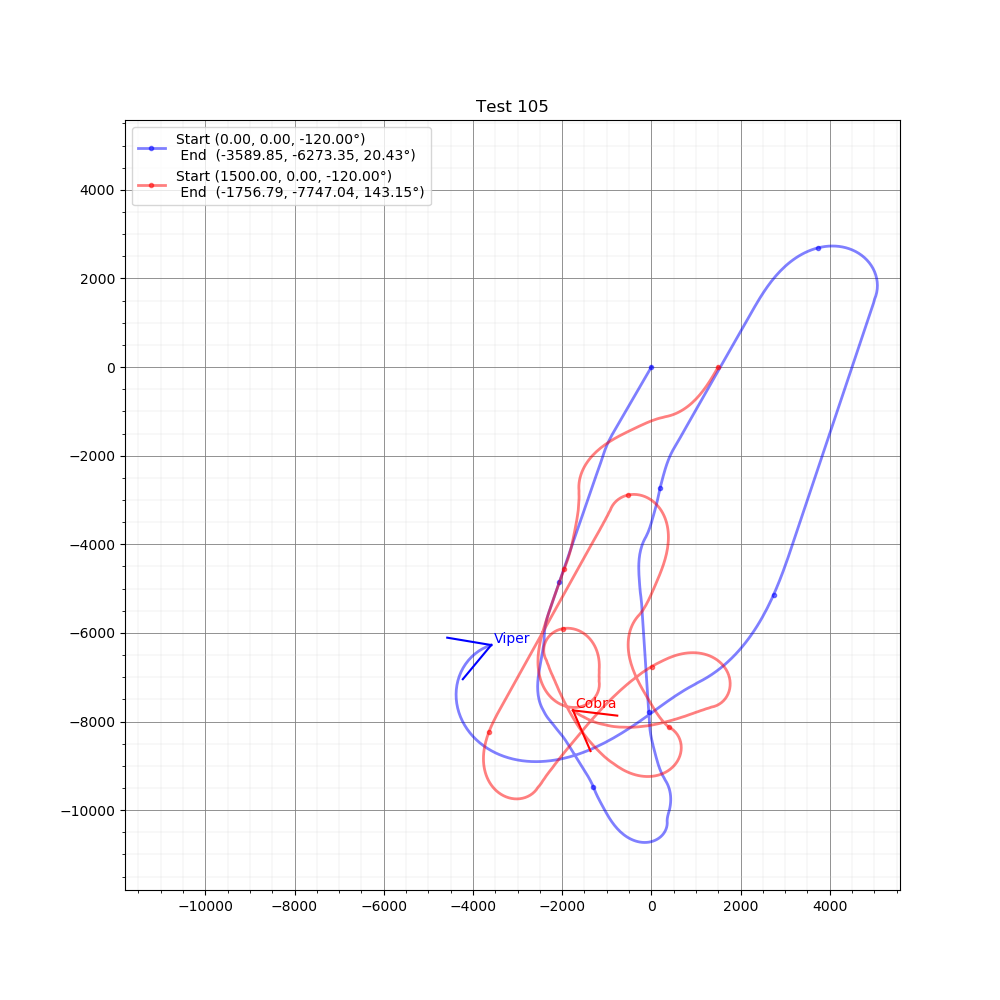 Test 105
Start (0.00, 0.00, -120.00°)
End (-3589.85, -6273.35, 20.43°)
Start (1500.00, 0.00, -120.00°)
End (-1756.79, -7747.04, 143.15°)
4000
2000
0
−2000
−4000
−6000
−8000
−10000
Viper
Cobra
−10000 −8000 −6000 −4000 −2000 0 2000 4000